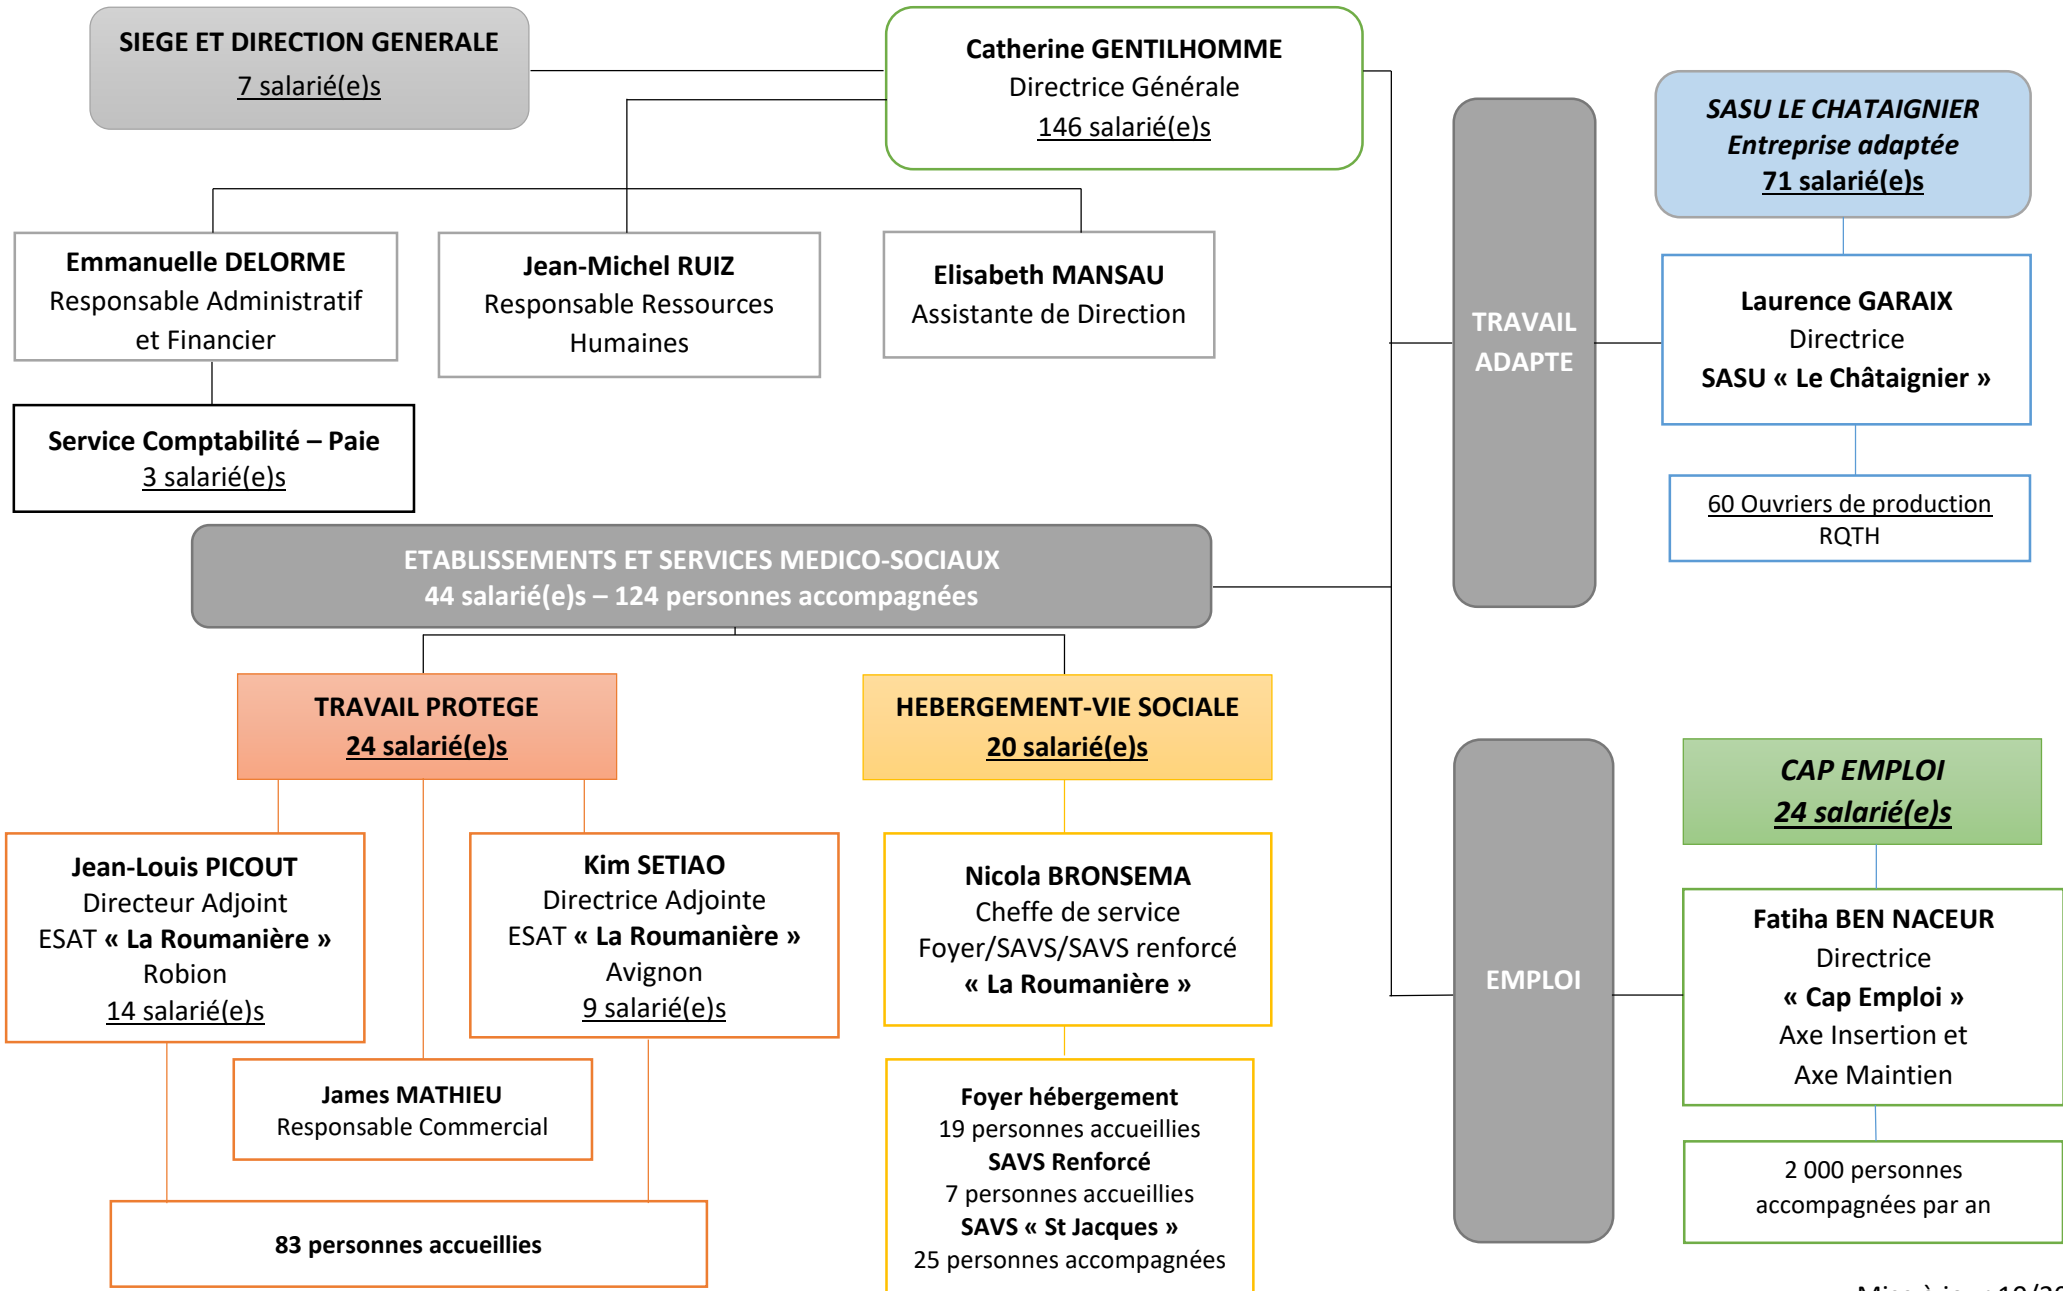 SIEGE ET DIRECTION GENERALE
7 salarié(e)s
Catherine GENTILHOMME
Directrice Générale
146 salarié(e)s
SASU LE CHATAIGNIER
Entreprise adaptée
71 salarié(e)s
Emmanuelle DELORME
Responsable Administratif
et Financier
Jean-Michel RUIZ
Responsable Ressources
Humaines
Elisabeth MANSAU
Assistante de Direction
TRAVAIL
ADAPTE
Laurence GARAIX
Directrice
SASU « Le Châtaignier »
Service Comptabilité – Paie
3 salarié(e)s
60 Ouvriers de production
RQTH
ETABLISSEMENTS ET SERVICES MEDICO-SOCIAUX
44 salarié(e)s – 124 personnes accompagnées
TRAVAIL PROTEGE
24 salarié(e)s
HEBERGEMENT-VIE SOCIALE
20 salarié(e)s
CAP EMPLOI
24 salarié(e)s
Jean-Louis PICOUT
Directeur Adjoint
ESAT « La Roumanière »
Robion
14 salarié(e)s
Kim SETIAO
Directrice Adjointe
ESAT « La Roumanière »
Avignon
9 salarié(e)s
Nicola BRONSEMA
Cheffe de service
Foyer/SAVS/SAVS renforcé
« La Roumanière »
EMPLOI
Fatiha BEN NACEUR
Directrice
« Cap Emploi »
Axe Insertion et
Axe Maintien
James MATHIEU
Responsable Commercial
Foyer hébergement
19 personnes accueillies
SAVS Renforcé
7 personnes accueillies
SAVS « St Jacques »
25 personnes accompagnées
2 000 personnes
accompagnées par an
83 personnes accueillies